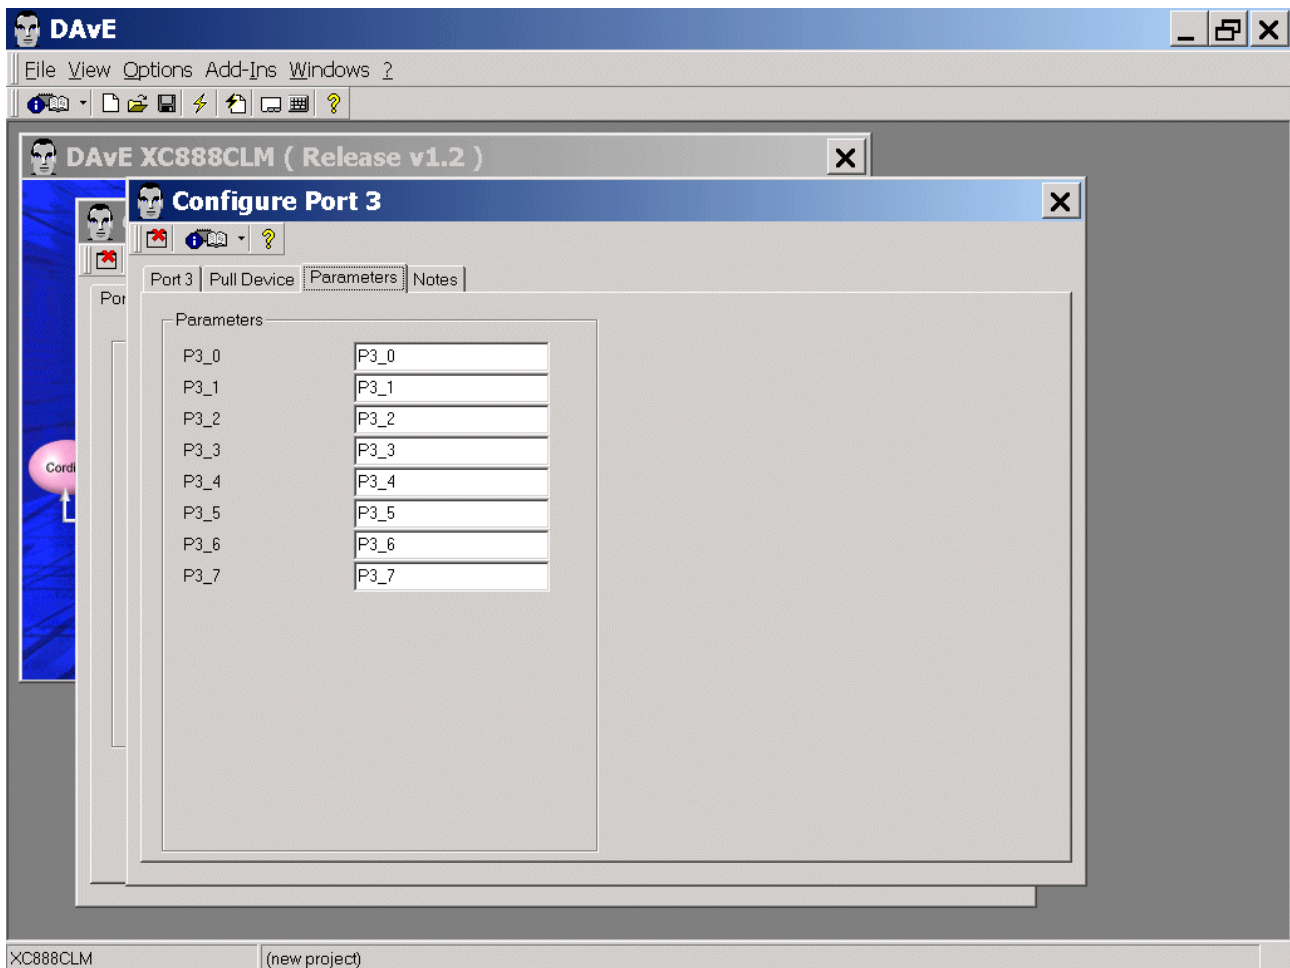 DAvE
File View Options Add-Ins Windows ?
DAvE XC888CLM ( Release v1.2 )
Configure Port 3
Port 3 Pull Device Parameters Notes
Parameters
P3_0 P3_0
P3_1 P3_1
P3_2 P3_2
P3_3 P3_3
P3_4 P3_4
P3_5 P3_5
P3_6 P3_6
P3_7 P3_7
XC888CLM (new project)